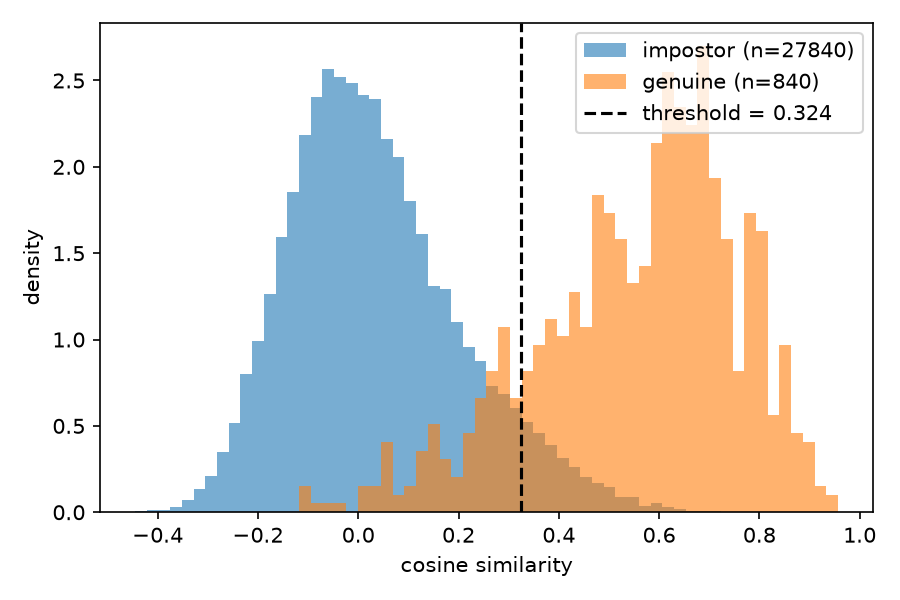 impostor (n=27840)
genuine (n=840)
threshold = 0.324
density
2.5
2.0
1.5
1.0
0.5
0.0
−0.4 −0.2 0.0 0.2 0.4 0.6 0.8 1.0
cosine similarity